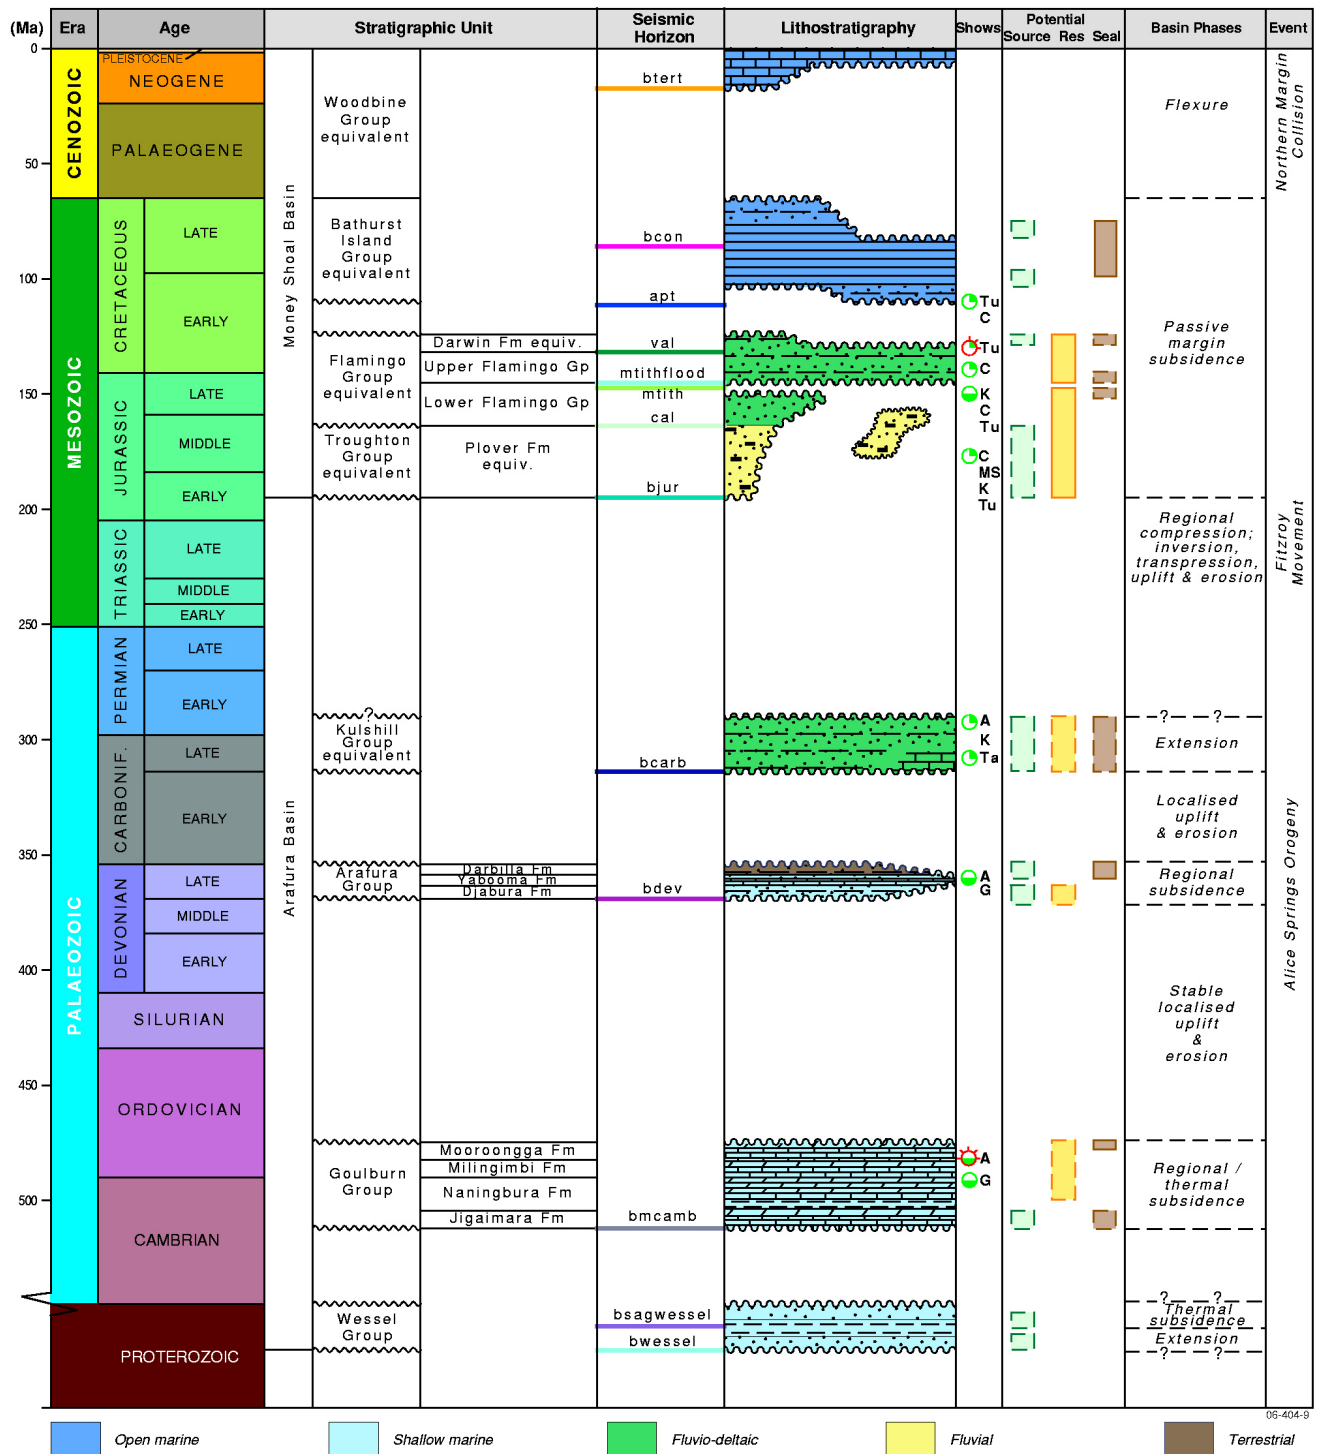 (Ma)
Era
Age
Stratigraphic Unit
Seismic
Horizon
Lithostratigraphy
Shows
Potential
Source Res Seal
Basin Phases
Event
0
50
100
150
200
250
300
350
400
450
500
CENOZOIC
MESOZOIC
PALAEOZOIC
PLEISTOCENE
NEOGENE
PALAEOGENE
CRETACEOUS
LATE
EARLY
JURASSIC
LATE
MIDDLE
EARLY
TRIASSIC
LATE
MIDDLE
EARLY
PERMIAN
LATE
EARLY
CARBONIF.
LATE
EARLY
DEVONIAN
LATE
MIDDLE
EARLY
SILURIAN
ORDOVICIAN
CAMBRIAN
PROTEROZOIC
Money Shoal Basin
Arafura Basin
Woodbine
Group
equivalent
Bathurst
Island
Group
equivalent
Flamingo
Group
equivalent
Troughton
Group
equivalent
?
Kulshill
Group
equivalent
Arafura
Group
Goulburn
Group
Wessel
Group
Darwin Fm equiv.
Upper Flamingo Gp
Lower Flamingo Gp
Plover Fm
equiv.
Darbilla Fm
Yabooma Fm
Djabura Fm
Mooroongga Fm
Milingimbi Fm
Naningbura Fm
Jigaimara Fm
btert
bcon
apt
val
mtithflood
mtith
cal
bjur
bcarb
bdev
bmcamb
bsagwessel
bwessel
Tu
C
Tu
C
K
C
Tu
C
MS
K
Tu
A
K
Ta
A
G
A
G
Flexure
Passive
margin
subsidence
Regional
compression;
inversion,
transpression,
uplift & erosion
? ?
Extension
Localised
uplift
& erosion
Regional
subsidence
Stable
localised
uplift
&
erosion
Regional /
thermal
subsidence
? ?
Thermal
subsidence
Extension
? ?
Northern Margin
Collision
Fitzroy
Movement
Alice Springs Orogeny
06-404-9
Open marine
Shallow marine
Fluvio-deltaic
Fluvial
Terrestrial